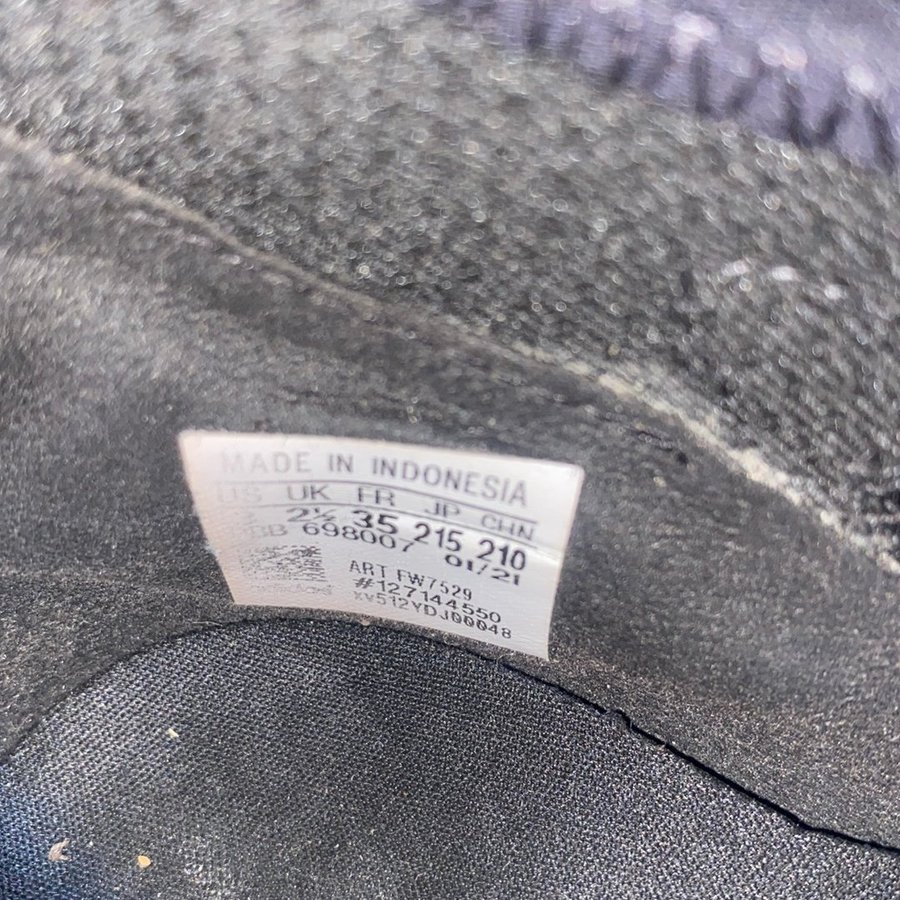 MADE IN INDONESIA
US UK FR JP CHN
2½ 35 215 210
698007 01/21
ART FW7529
#127144550
XV512YDJ00048